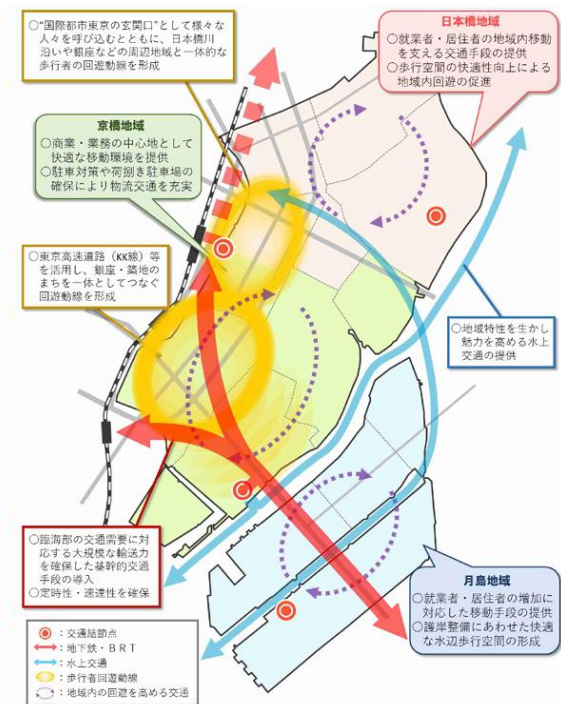 ○“国際都市東京の玄関口”として様々な
人々を呼び込むとともに、日本橋川
沿いや銀座などの周辺地域と一体的な
歩行者の回遊動線を形成
日本橋地域
○就業者・居住者の地域内移動
を支える交通手段の提供
○歩行空間の快適性向上による
地域内回遊の促進
京橋地域
○商業・業務の中心地として
快適な移動環境を提供
○駐車対策や荷捌き駐車場の
確保により物流交通を充実
○東京高速道路（KK線）等
を活用し、銀座・築地の
まちを一体としてつなぐ
回遊動線を形成
○地域特性を生かし
魅力を高める水上
交通の提供
○臨海部の交通需要に対
応する大規模な輸送力
を確保した基幹的交通
手段の導入
○定時性・速達性を確保
月島地域
○就業者・居住者の増加に
対応した移動手段の提供
○護岸整備にあわせた快適
な水辺歩行空間の形成
：交通結節点
：地下鉄・ＢＲＴ
：水上交通
：歩行者回遊動線
：地域内の回遊を高める交通